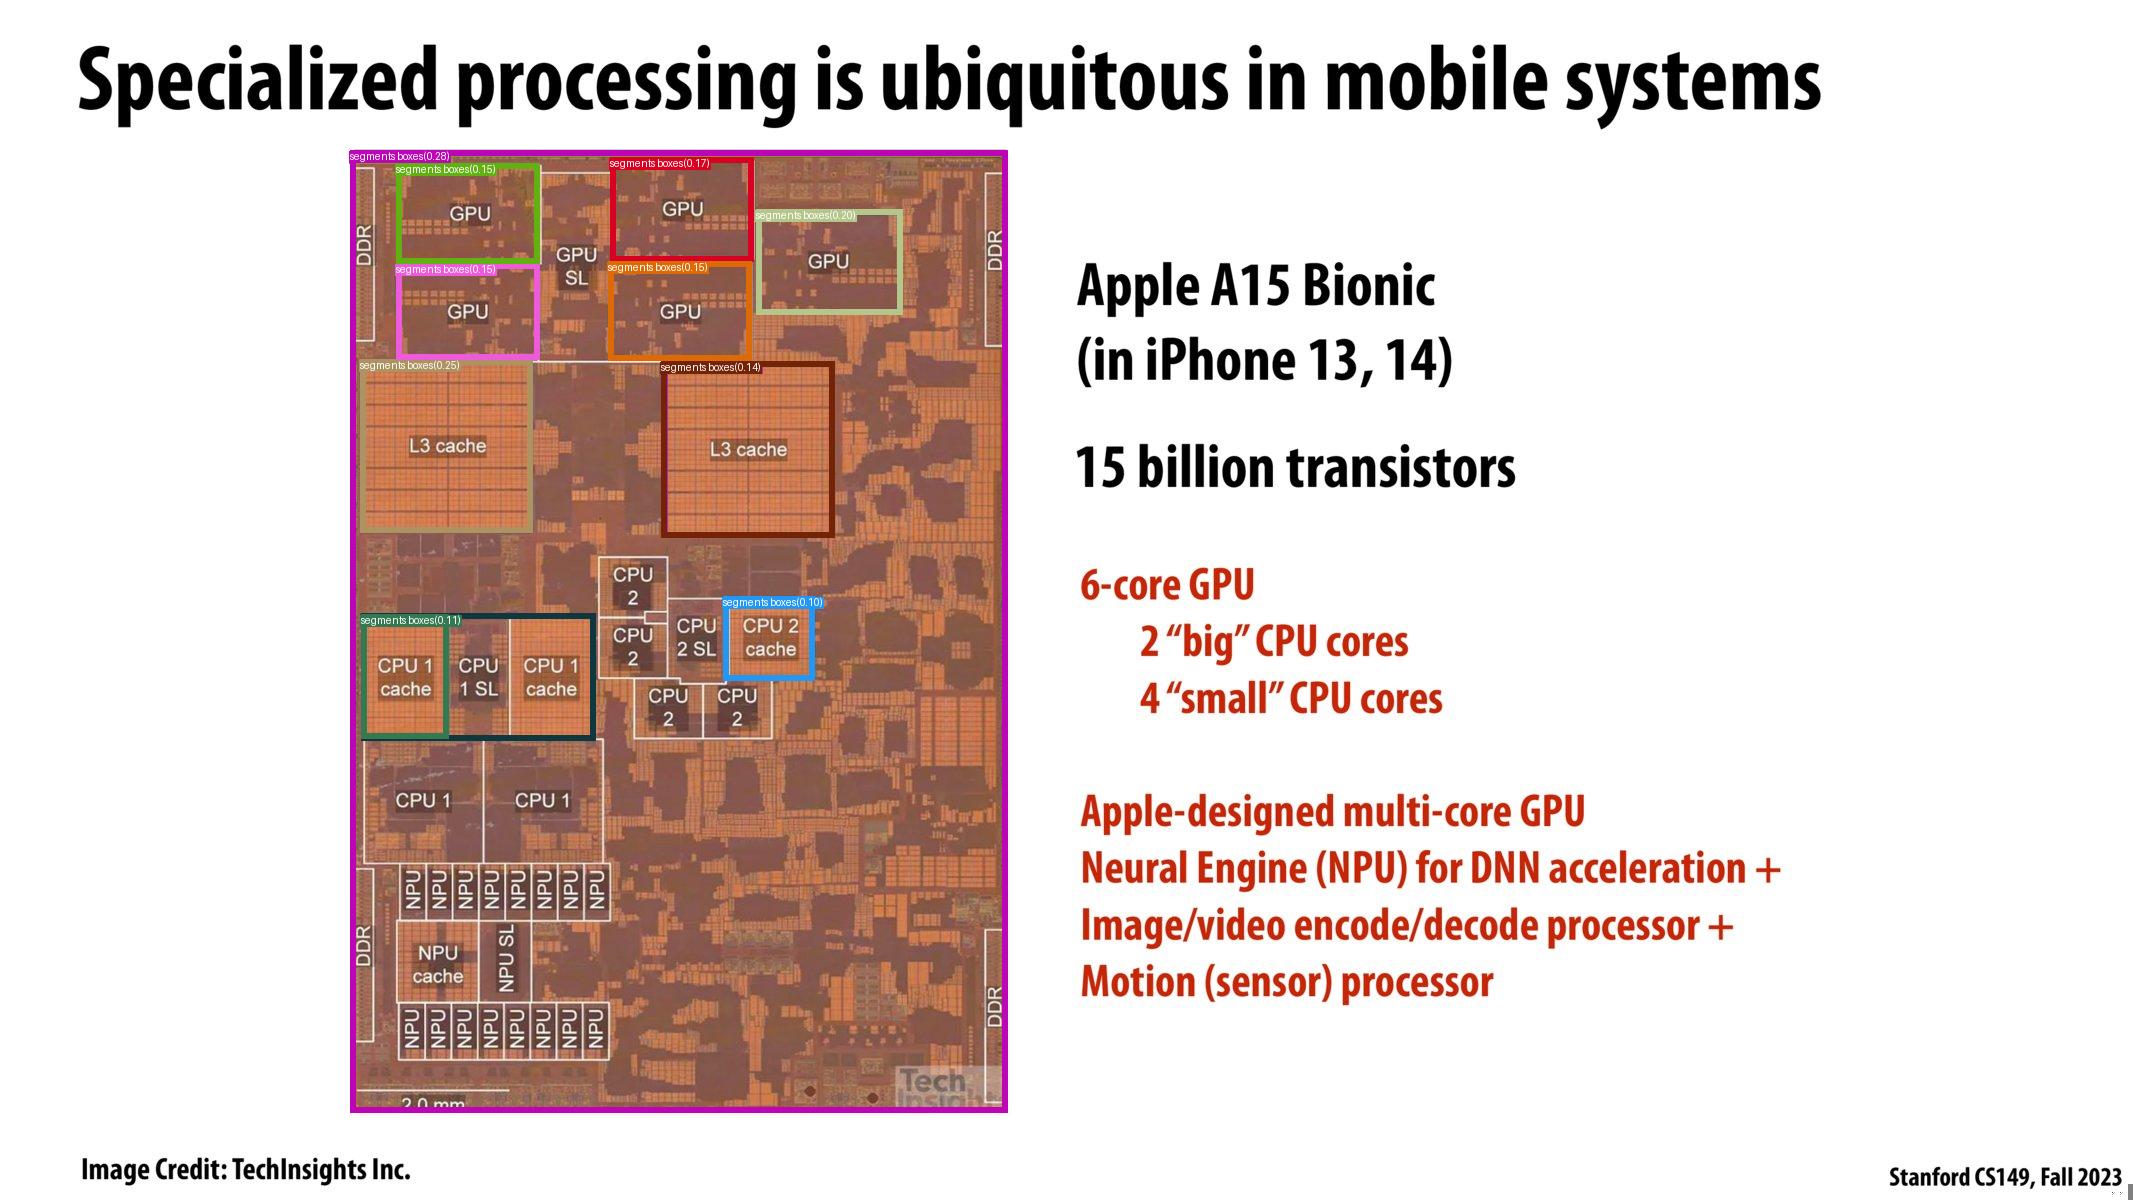 Specialized processing is ubiquitous in mobile systems
segments boxes(0.28)
segments boxes(0.15)
segments boxes(0.17)
segments boxes(0.20)
GPU
GPU
GPU
GPU
SL
DDR
DDR
segments boxes(0.15)
segments boxes(0.15)
GPU
GPU
segments boxes(0.25)
segments boxes(0.14)
L3 cache
L3 cache
CPU
2
segments boxes(0.10)
segments boxes(0.11)
CPU
2
CPU
2 SL
CPU 2
cache
CPU 1
cache
CPU
1 SL
CPU 1
cache
CPU
2
CPU
2
CPU 1
CPU 1
NPU NPU NPU NPU NPU NPU NPU NPU
DDR
NPU
cache
NPU SL
DDR
NPU NPU NPU NPU NPU NPU NPU NPU
2.0 mm
Tech
Insights
Apple A15 Bionic
(in iPhone 13, 14)
15 billion transistors
6-core GPU
2 “big” CPU cores
4 “small” CPU cores
Apple-designed multi-core GPU
Neural Engine (NPU) for DNN acceleration +
Image/video encode/decode processor +
Motion (sensor) processor
Image Credit: TechInsights Inc.
Stanford CS149, Fall 2023